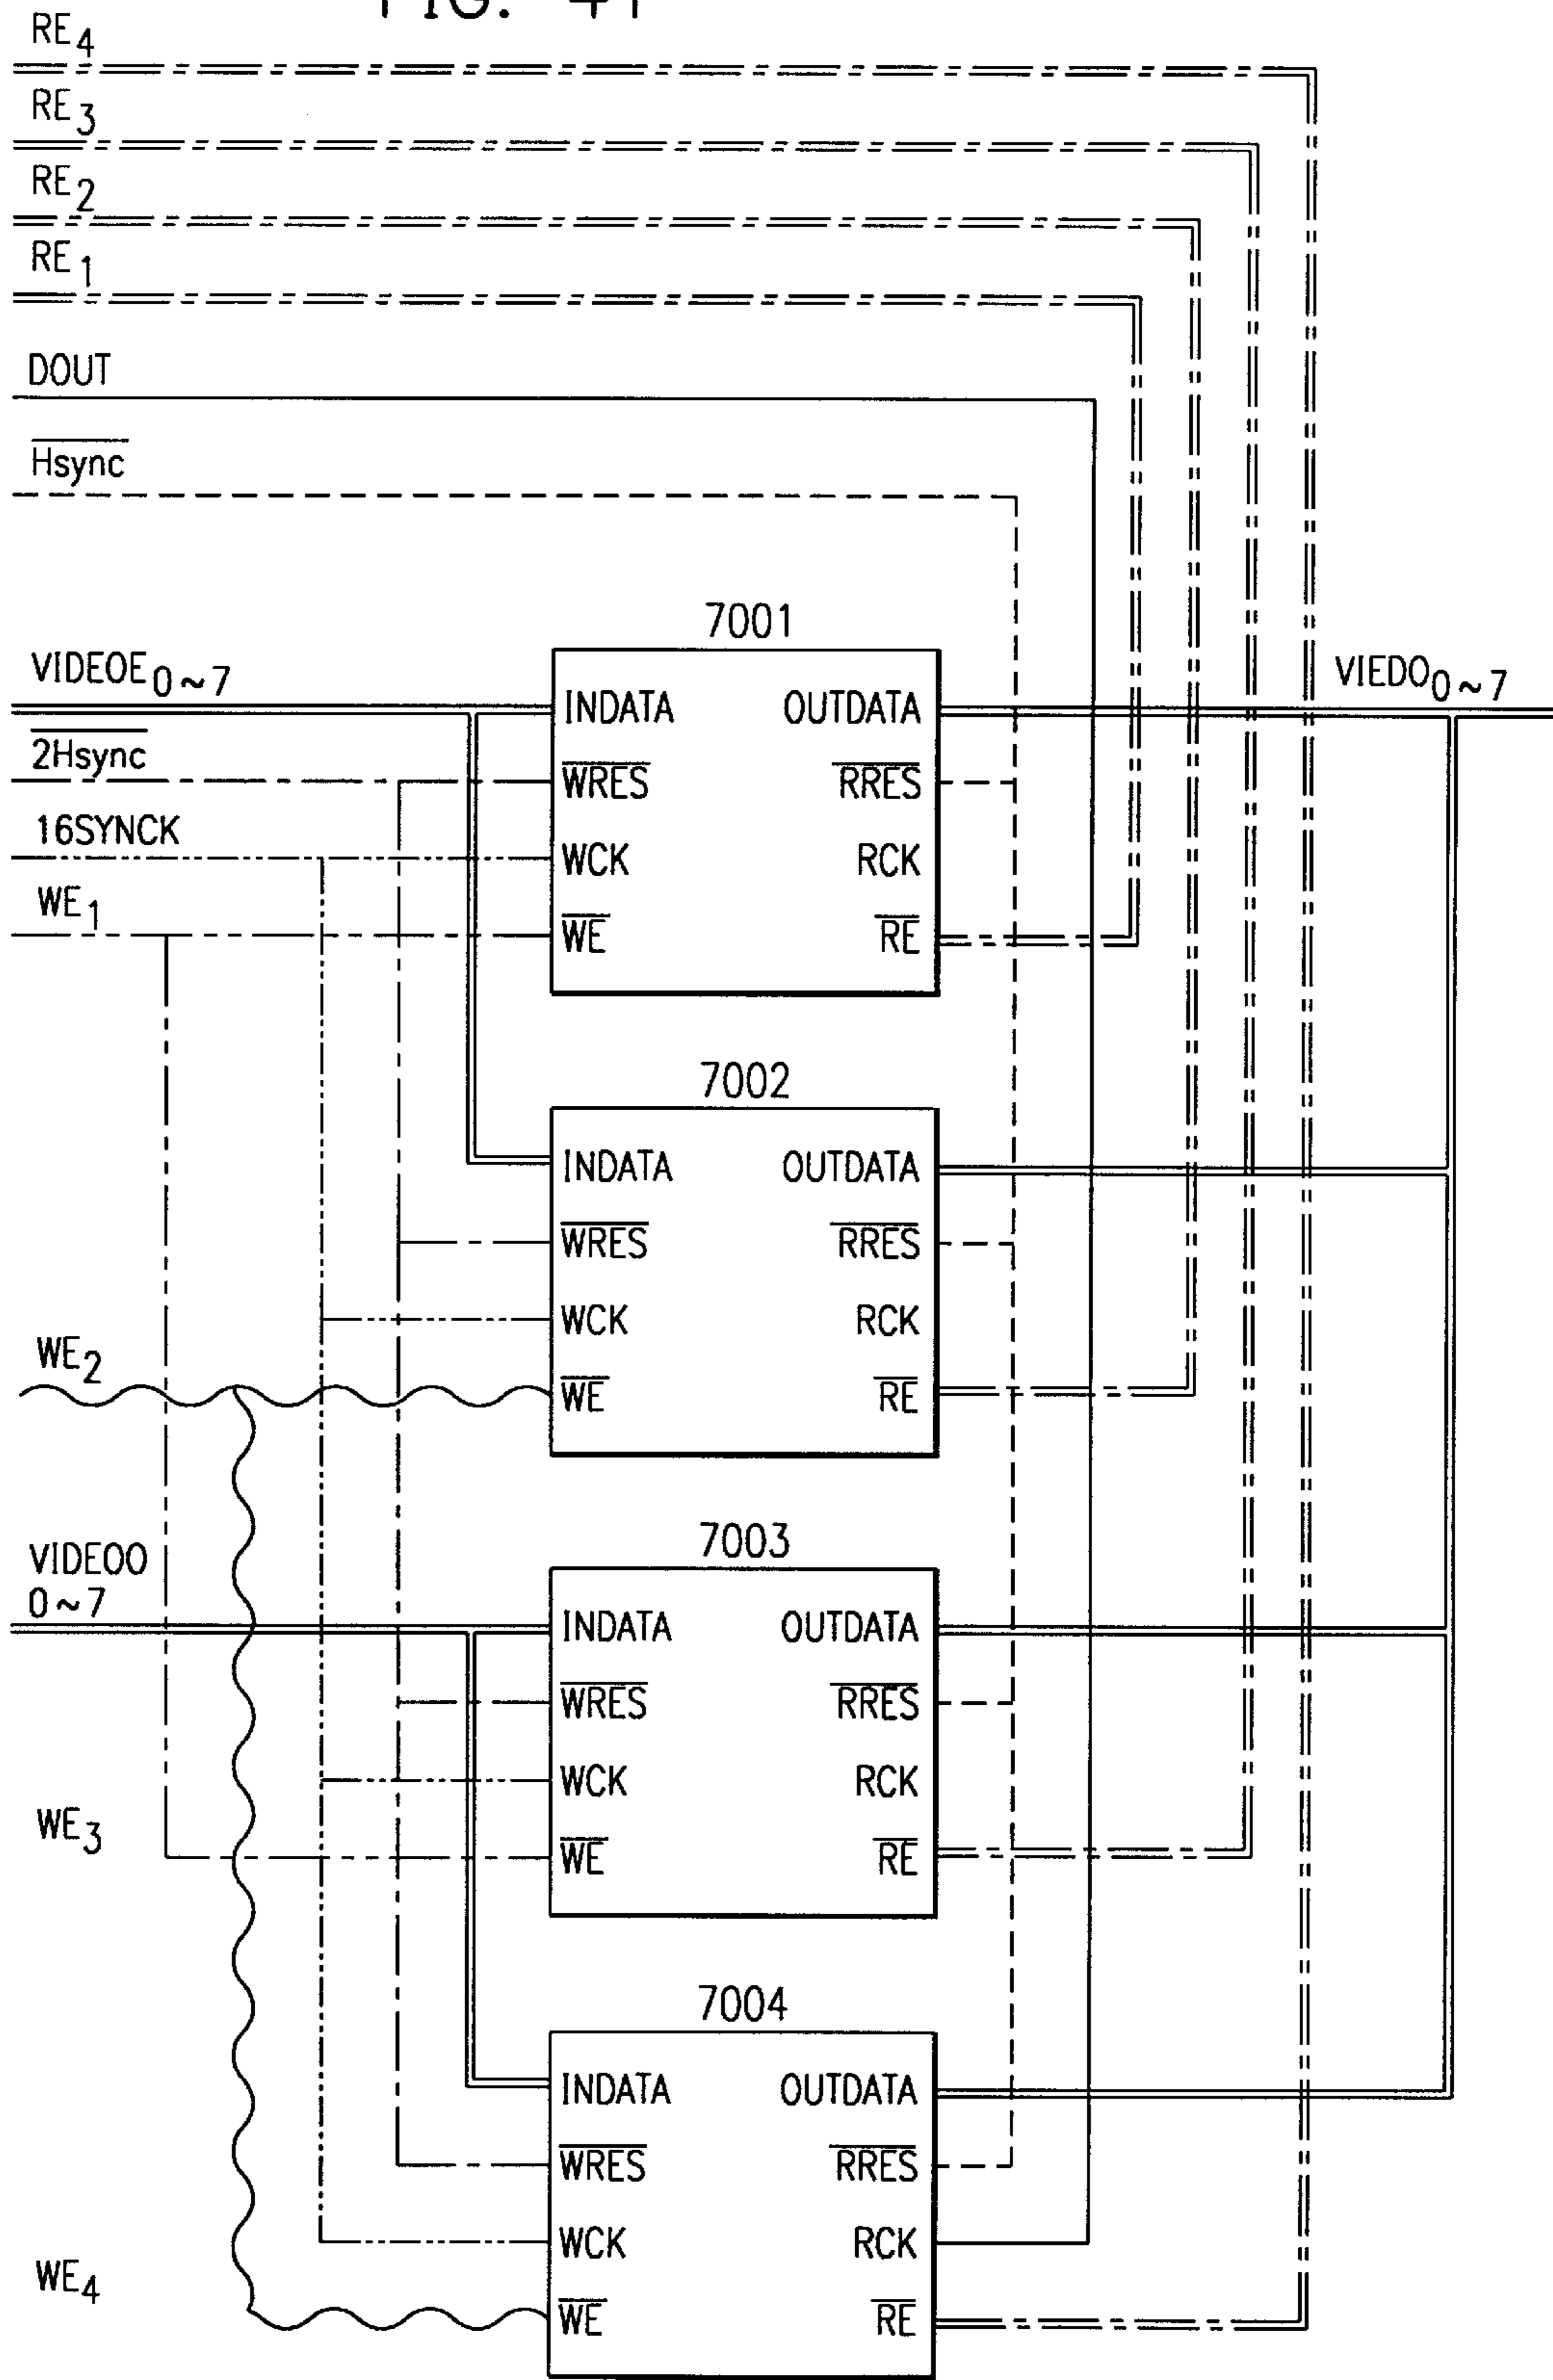 FIG. 41
RE4
RE3
RE2
RE1
DOUT
Hsync
7001
VIDEOE0~7
INDATA OUTDATA
VIEDO0~7
2Hsync
WRES RRES
16SYNCK
WCK RCK
WE1
WE RE
7002
INDATA OUTDATA
WRES RRES
WCK RCK
WE2
WE RE
7003
VIDEOO
0~7
INDATA OUTDATA
WRES RRES
WCK RCK
WE3
WE RE
7004
INDATA OUTDATA
WRES RRES
WCK RCK
WE4
WE RE